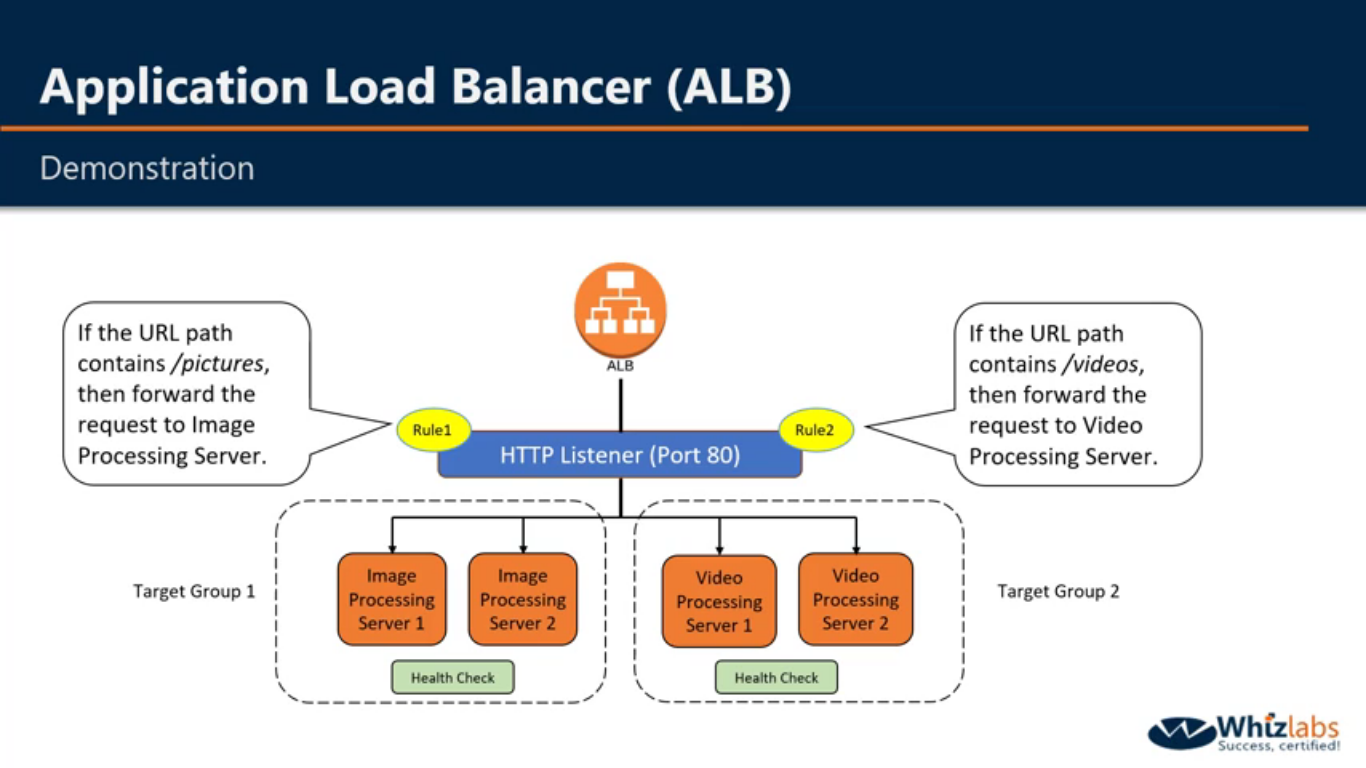 Application Load Balancer (ALB)
Demonstration
ALB
If the URL path
contains /pictures,
then forward the
request to Image
Processing Server.
Rule1
HTTP Listener (Port 80)
Rule2
If the URL path
contains /videos,
then forward the
request to Video
Processing Server.
Target Group 1
Image
Processing
Server 1
Image
Processing
Server 2
Health Check
Video
Processing
Server 1
Video
Processing
Server 2
Health Check
Target Group 2
Whizlabs
Success, certified!